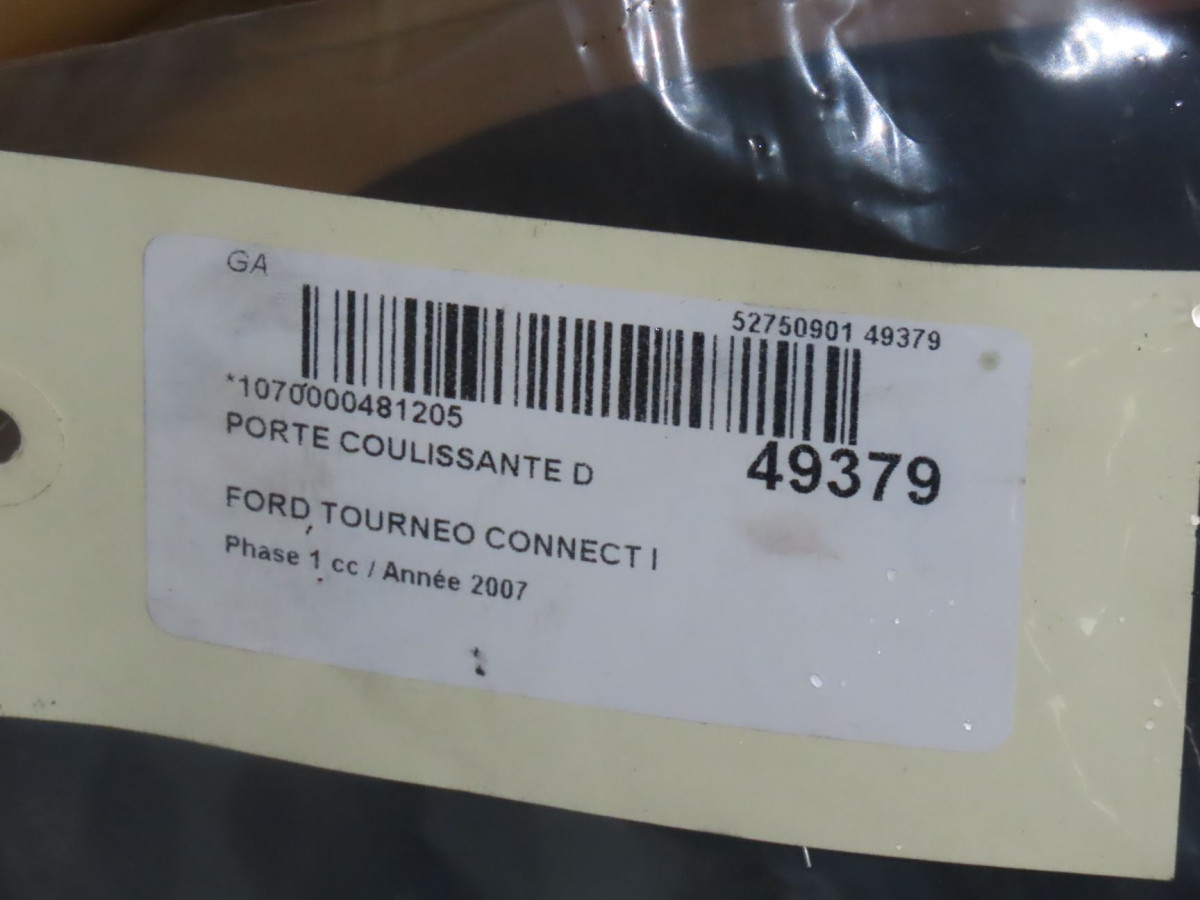 GA
52750901 49379
*1070000481205
PORTE COULISSANTE D
49379
FORD, TOURNEO CONNECT I
Phase 1 cc / Année 2007